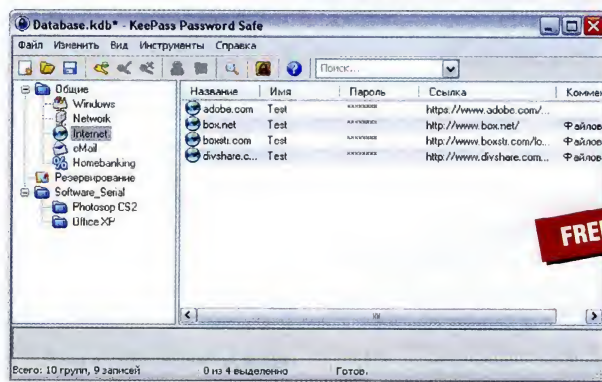 Database.kdb* - KeePass Password Safe
Файл Изменить Вид Инструменты Справка
Поиск...
Общие
Windows
Network
Internet
eMail
Homebanking
Резервирование
Software_Serial
Photosop CS2
Office XP
Название Имя Пароль Ссылка Коммен
adobe.com Test ******** https://www.adobe.com/...
box.net Test ******** http://www.box.net/ Файлов
boxstr.com Test ******** http://www.boxstr.com/lo... Файлов
divshare.c... Test ******** http://www.divshare.com... Файлов
FREE
Всего: 10 групп, 9 записей 0 из 4 выделенно Готов.